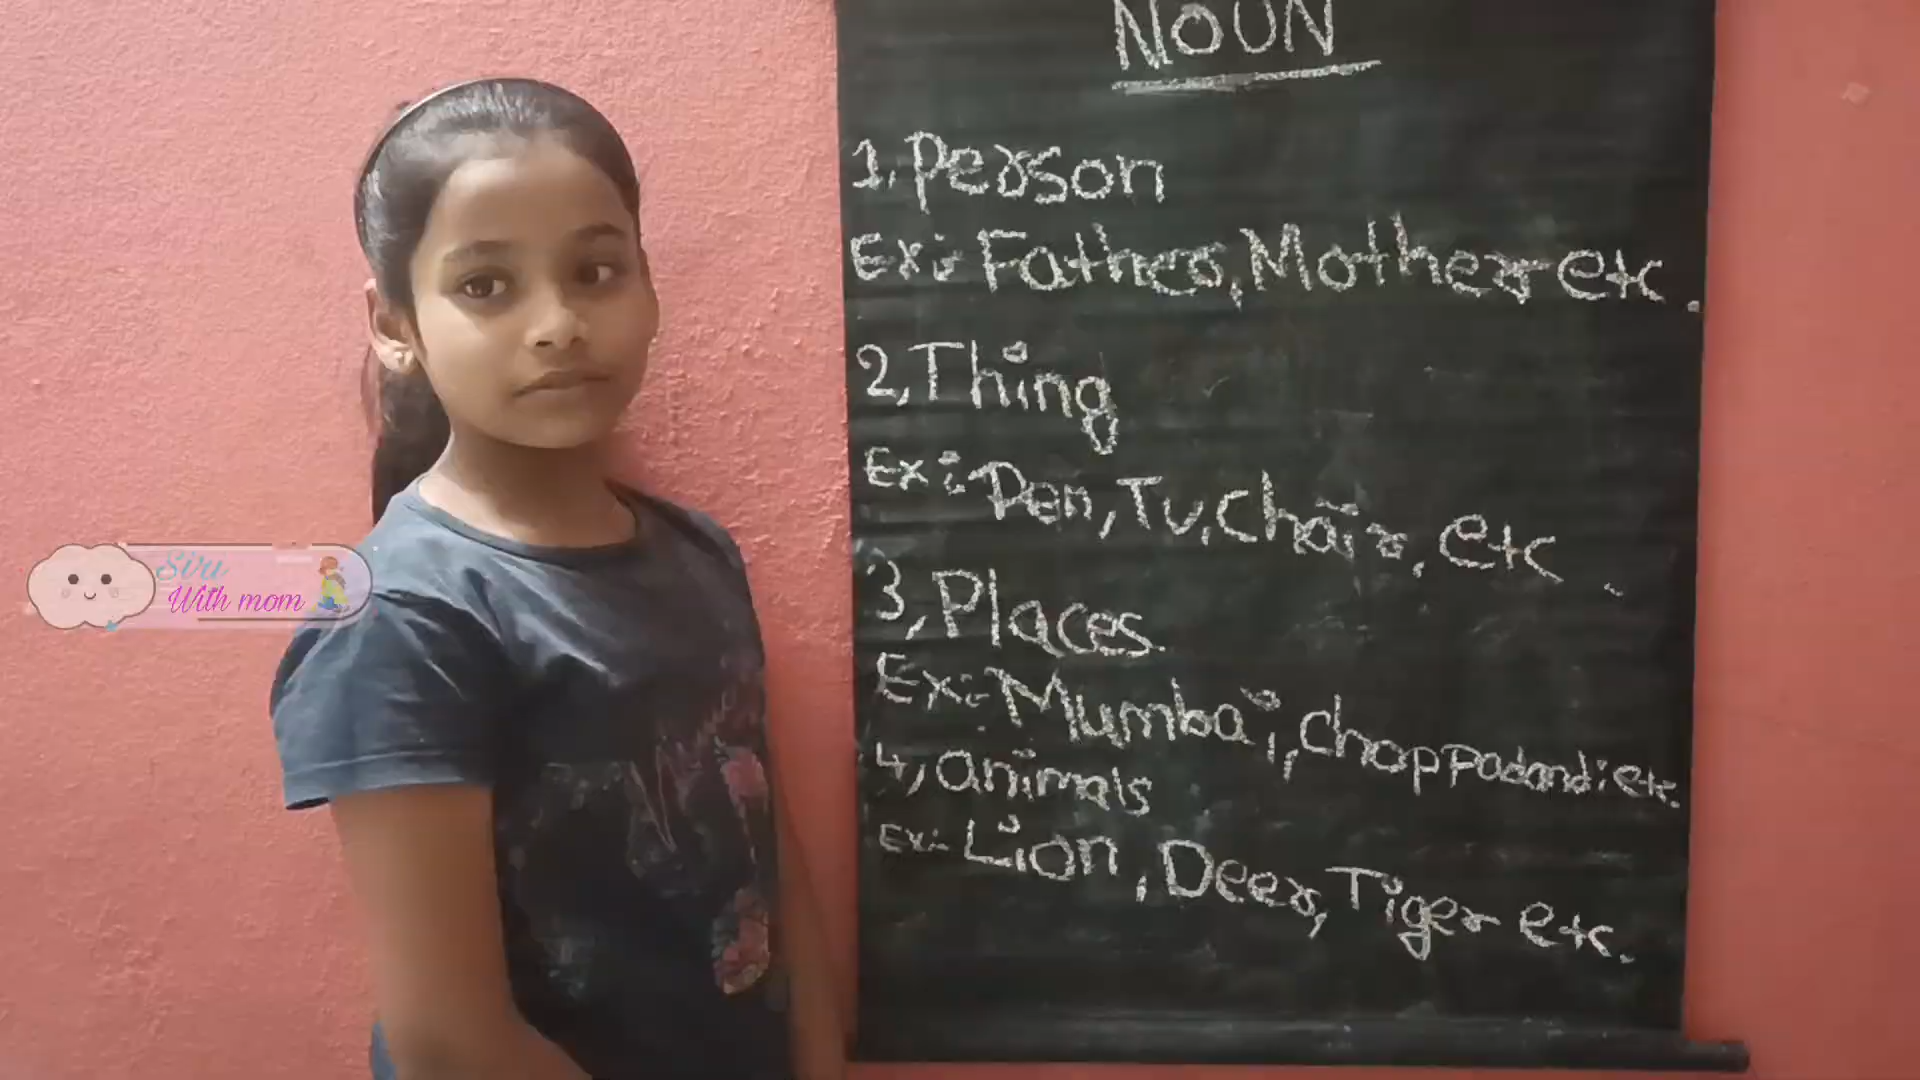 NOUN
1, Person
Ex:- Father, Mother etc.
2, Thing
Ex:- Pen, Tv, Chair, etc.
3, Places.
Ex:- Mumbai, Choppadandi etc.
4, animals
Ex:- Lion, Deer, Tiger etc.
Siri
With mom